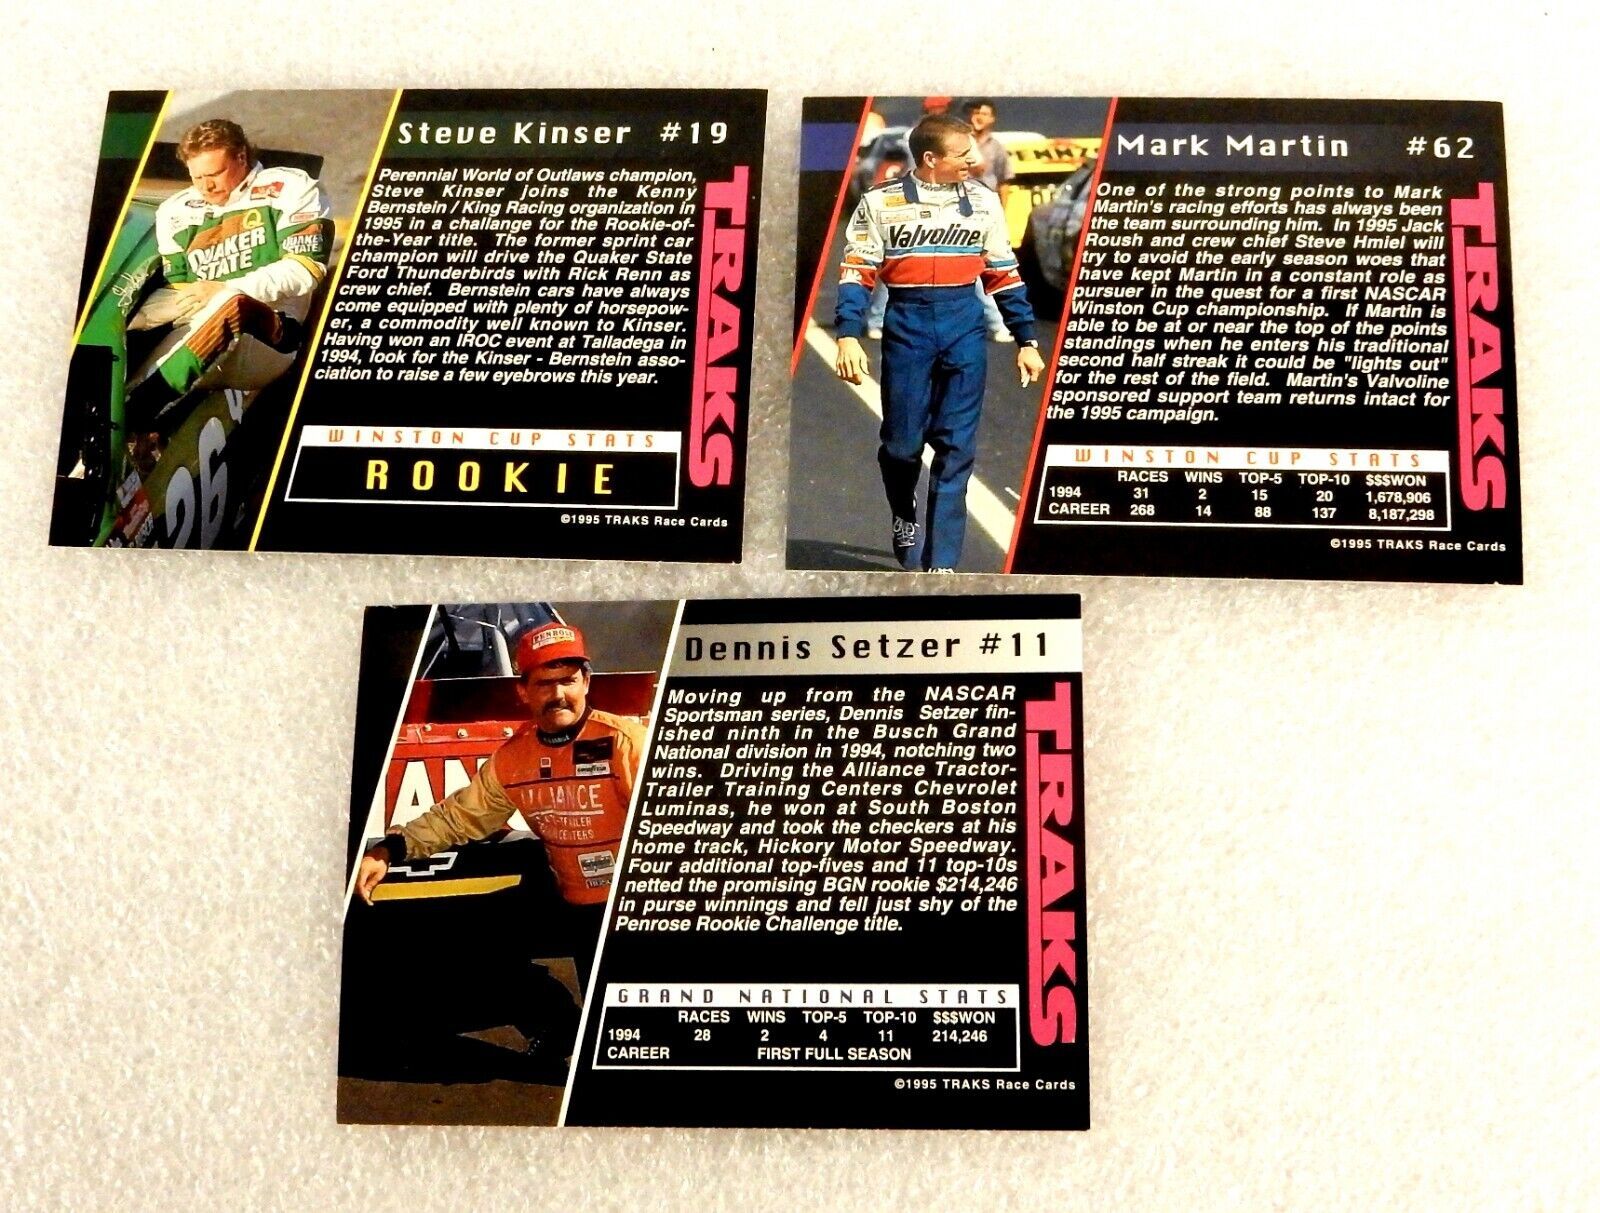 Steve Kinser #19
Perennial World of Outlaws champion,
Steve Kinser joins the Kenny
Bernstein / King Racing organization in
1995 in a challenge for the Rookie-of-
the-Year title. The former sprint car
champion will drive the Quaker State
Ford Thunderbirds with Rick Renn as
crew chief. Bernstein cars have always
come equipped with plenty of horsepow-
er, a commodity well known to Kinser.
Having won an IROC event at Talladega in
1994, look for the Kinser - Bernstein asso-
ciation to raise a few eyebrows this year.
TRAKS
QUAKER
STATE
QUAKER
STATE
26
WINSTON CUP STATS
ROOKIE
©1995 TRAKS Race Cards
Mark Martin #62
One of the strong points to Mark
Martin's racing efforts has always been
the team surrounding him. In 1995 Jack
Roush and crew chief Steve Hmiel will
try to avoid the early season woes that
have kept Martin in a constant role as
pursuer in the quest for a first NASCAR
Winston Cup championship. If Martin is
able to be at or near the top of the points
standings when he enters his traditional
second half streak it could be "lights out"
for the rest of the field. Martin's Valvoline
sponsored support team returns intact for
the 1995 campaign.
TRAKS
PENNZO
Valvoline
WINSTON CUP STATS
RACES WINS TOP-5 TOP-10 $$$WON
1994 31 2 15 20 1,678,906
CAREER 268 14 88 137 8,187,298
©1995 TRAKS Race Cards
Dennis Setzer #11
Moving up from the NASCAR
Sportsman series, Dennis Setzer fin-
ished ninth in the Busch Grand
National division in 1994, notching two
wins. Driving the Alliance Tractor-
Trailer Training Centers Chevrolet
Luminas, he won at South Boston
Speedway and took the checkers at his
home track, Hickory Motor Speedway.
Four additional top-fives and 11 top-10s
netted the promising BGN rookie $214,246
in purse winnings and fell just shy of the
Penrose Rookie Challenge title.
TRAKS
PENROSE
IAN
LLIANCE
TRAILER
CENTERS
GRAND NATIONAL STATS
RACES WINS TOP-5 TOP-10 $$$WON
1994 28 2 4 11 214,246
CAREER FIRST FULL SEASON
©1995 TRAKS Race Cards